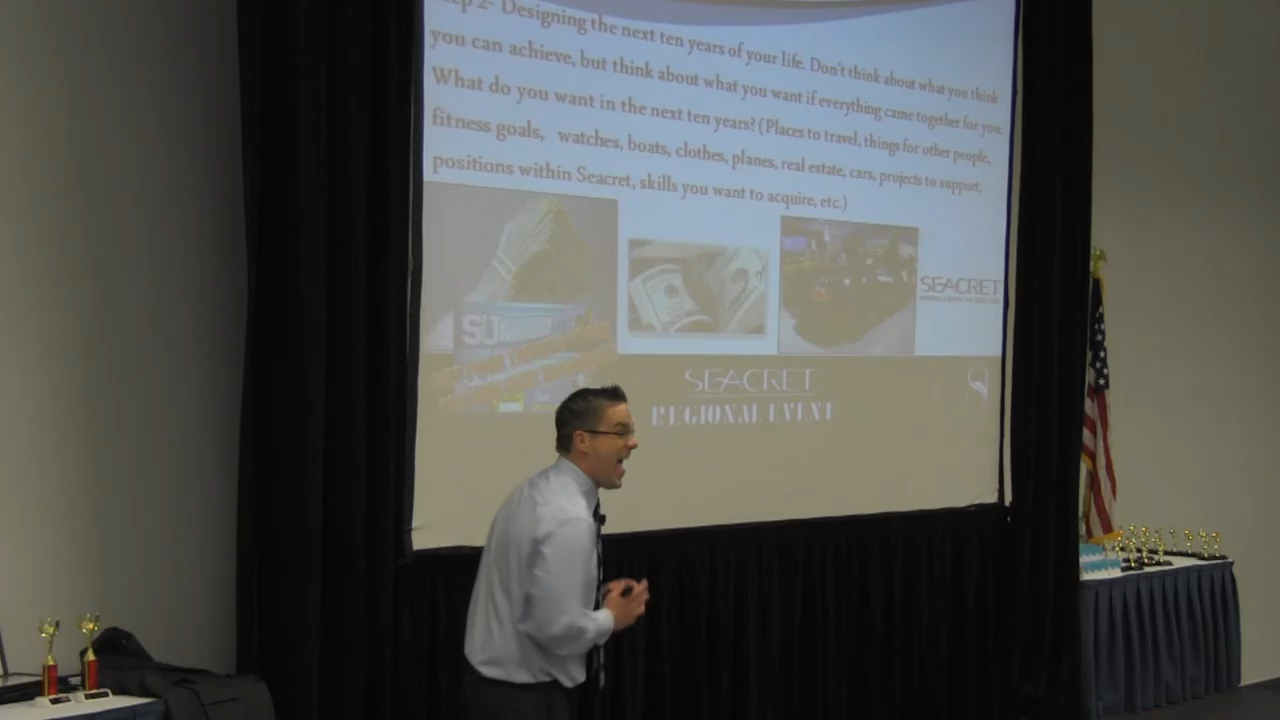 Step 2- Designing the next ten years of your life. Don't think about what you think
you can achieve, but think about what you want if everything came together for you.
What do you want in the next ten years? (Places to travel, things for other people,
fitness goals, watches, boats, clothes, planes, real estate, cars, projects to support,
positions within Seacret, skills you want to acquire, etc.)
SEACRET
SU
SEACRET
REGIONAL EVENT